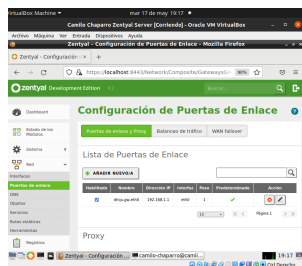 VirtualBox Machine
mar 17 de may 19:17
Camilo Chaparro Zentyal Server [Corriendo] - Oracle VM VirtualBox
Archivo Máquina Ver Entrada Dispositivos Ayuda
Zentyal - Configuración de Puertas de Enlace - Mozilla Firefox
Zentyal - Configuración
https://localhost:8443/Network/Composite/GatewaysGe
90%
zentyal Development Edition
Buscar...
Dashboard
Estado de los Módulos
Sistema
Red
Interfaces
Puertas de enlace
DNS
Objetos
Servicios
Rutas estáticas
Herramientas
Registros
Configuración de Puertas de Enlace
Puertas de enlace y Proxy Balanceo de tráfico WAN failover
Lista de Puertas de Enlace
+ AÑADIR NUEVO/A
Habilitado Nombre Dirección IP Interfaz Peso Predeterminado Acción
dhcp-gw-eth0 192.168.1.1 eth0 1
10 Página 1
Proxy
Zentyal - Configuración ... camilo-chaparro@camil...
19:17
Ctrl Derecho